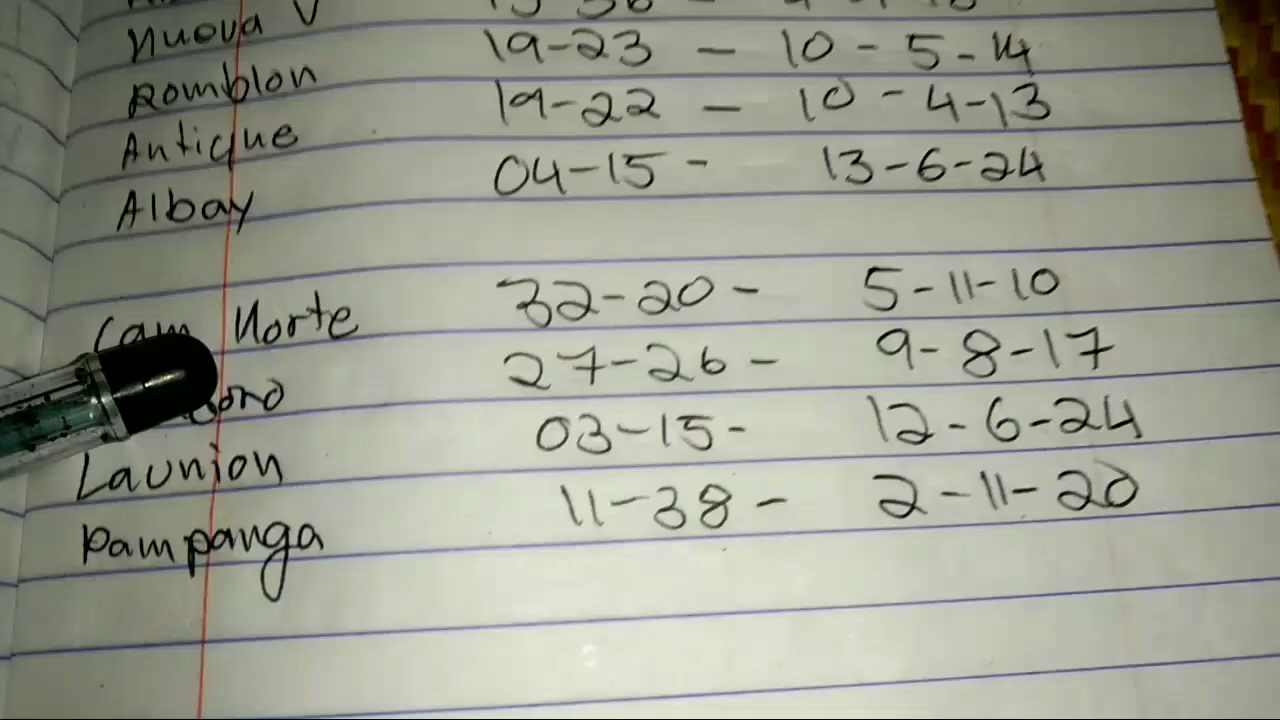 Nuova V
Romblon 19-23 - 10-5-14
Antique 19-22 - 10-4-13
Albay 04-15 - 13-6-24
Cam Norte 32-20 - 5-11-10
27-26 - 9-8-17
Launion 03-15 - 12-6-24
Pampanga 11-38 - 2-11-20